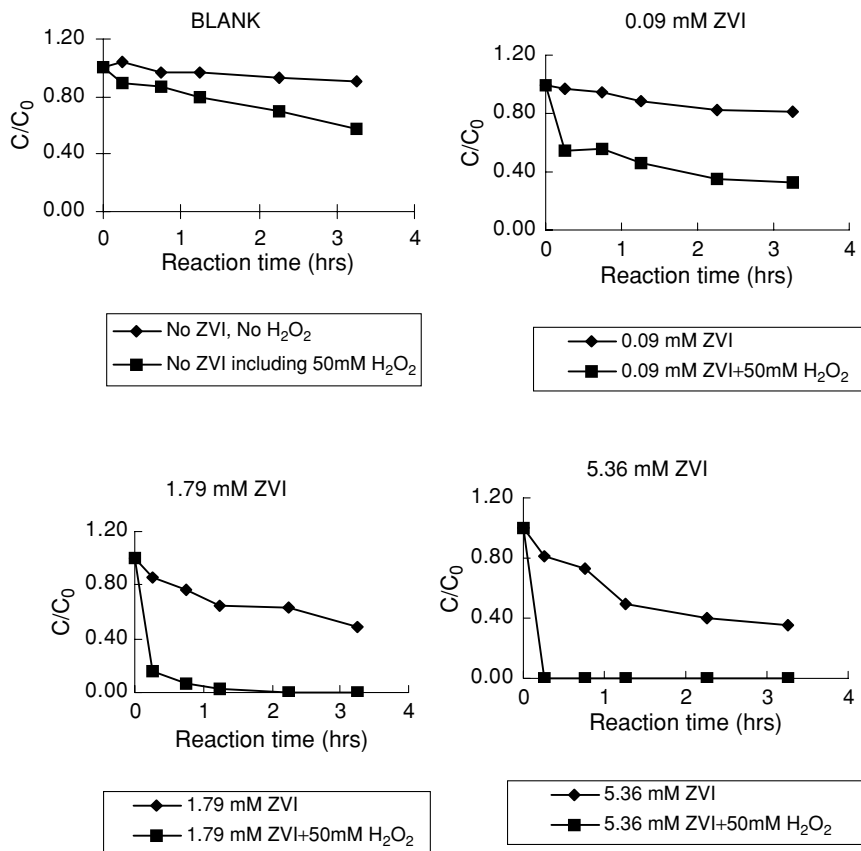 BLANK
1.20
0.80
0.40
0.00
C/C₀
0 1 2 3 4
Reaction time (hrs)
No ZVI, No H₂O₂
No ZVI including 50mM H₂O₂
0.09 mM ZVI
1.20
0.80
0.40
0.00
C/C₀
0 1 2 3 4
Reaction time (hrs)
0.09 mM ZVI
0.09 mM ZVI+50mM H₂O₂
1.79 mM ZVI
1.20
0.80
0.40
0.00
C/C₀
0 1 2 3 4
Reaction time (hrs)
1.79 mM ZVI
1.79 mM ZVI+50mM H₂O₂
5.36 mM ZVI
1.20
0.80
0.40
0.00
C/C₀
0 1 2 3 4
Reaction time (hrs)
5.36 mM ZVI
5.36 mM ZVI+50mM H₂O₂